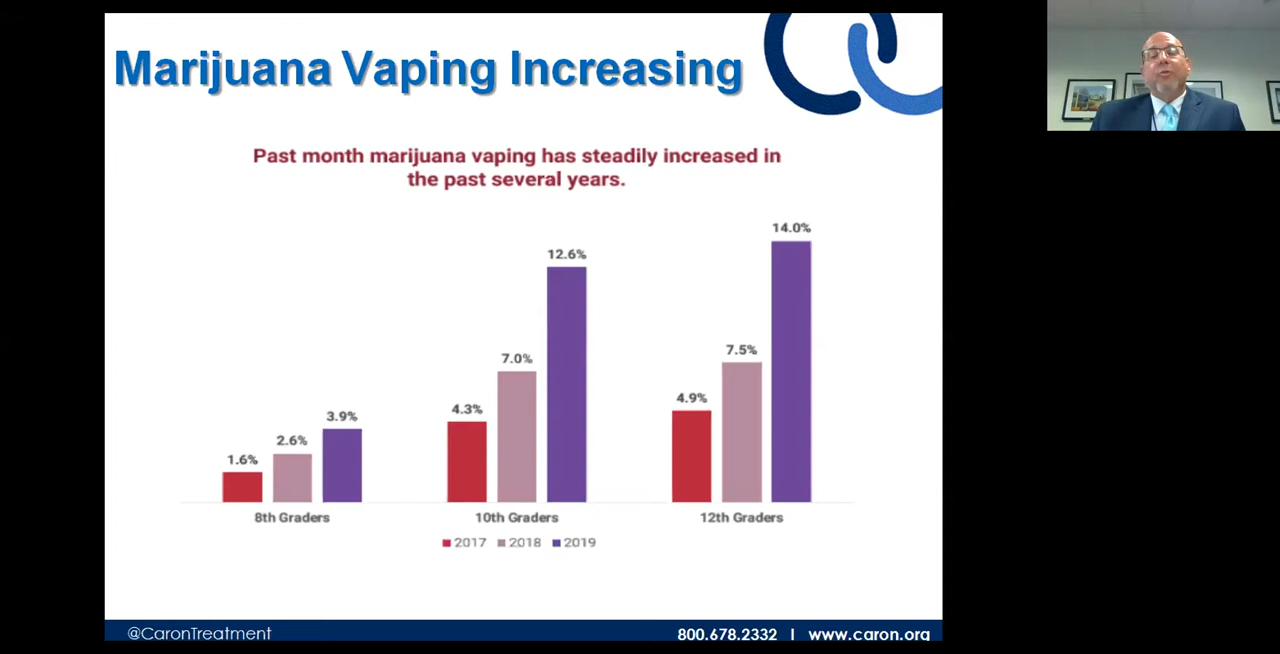 Marijuana Vaping Increasing
Past month marijuana vaping has steadily increased in
the past several years.
14.0%
12.6%
7.5%
7.0%
4.9%
4.3%
3.9%
2.6%
1.6%
8th Graders 10th Graders 12th Graders
2017 2018 2019
@CaronTreatment 800.678.2332 | www.caron.org